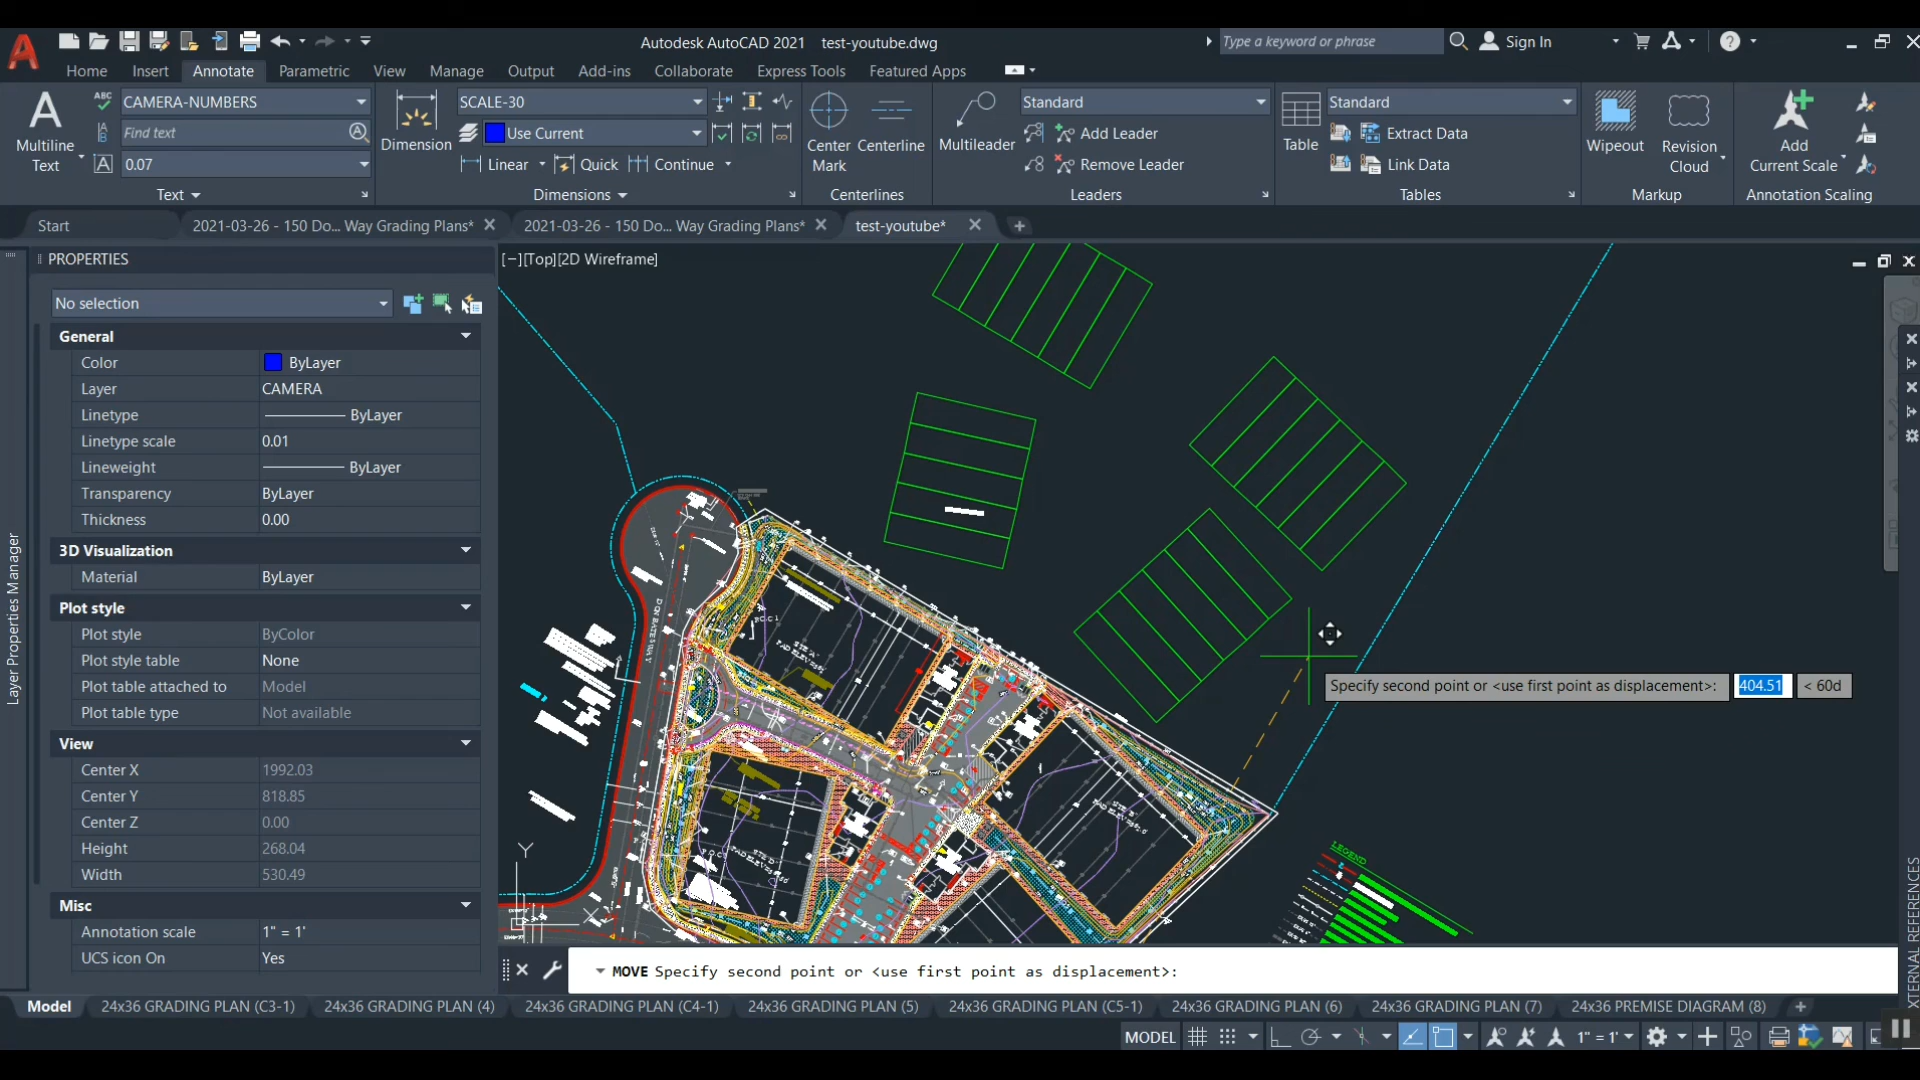 Autodesk AutoCAD 2021 test-youtube.dwg
Type a keyword or phrase
Sign In
Home Insert Annotate Parametric View Manage Output Add-ins Collaborate Express Tools Featured Apps
Multiline Text
CAMERA-NUMBERS
Find text
0.07
Text
Dimension
SCALE-30
Use Current
Linear Quick Continue
Dimensions
Center Mark
Centerline
Centerlines
Multileader
Standard
Add Leader
Remove Leader
Leaders
Table
Standard
Extract Data
Link Data
Tables
Wipeout
Revision Cloud
Markup
Add Current Scale
Annotation Scaling
Start
2021-03-26 - 150 Do... Way Grading Plans*
2021-03-26 - 150 Do... Way Grading Plans*
test-youtube*
Layer Properties Manager
PROPERTIES
No selection
General
Color ByLayer
Layer CAMERA
Linetype ByLayer
Linetype scale 0.01
Lineweight ByLayer
Transparency ByLayer
Thickness 0.00
3D Visualization
Material ByLayer
Plot style
Plot style ByColor
Plot style table None
Plot table attached to Model
Plot table type Not available
View
Center X 1992.03
Center Y 818.85
Center Z 0.00
Height 268.04
Width 530.49
Misc
Annotation scale 1" = 1'
UCS icon On Yes
[−][Top][2D Wireframe]
Specify second point or <use first point as displacement>: 404.51 < 60d
LEGEND
Y
X
MOVE Specify second point or <use first point as displacement>:
Model 24x36 GRADING PLAN (C3-1) 24x36 GRADING PLAN (4) 24x36 GRADING PLAN (C4-1) 24x36 GRADING PLAN (5) 24x36 GRADING PLAN (C5-1) 24x36 GRADING PLAN (6) 24x36 GRADING PLAN (7) 24x36 PREMISE DIAGRAM (8)
MODEL 1" = 1'